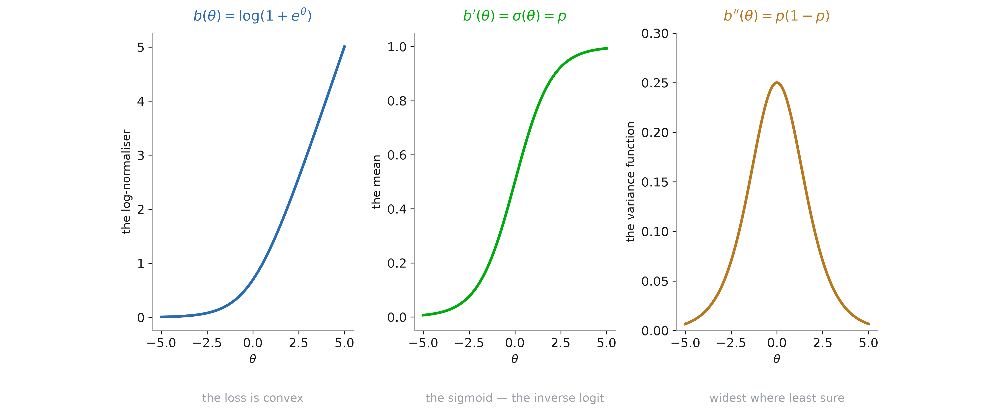 b(θ) = log(1 + e^θ)
the log-normaliser
5
4
3
2
1
0
−5.0 −2.5 0.0 2.5 5.0
θ
the loss is convex
b′(θ) = σ(θ) = p
the mean
1.0
0.8
0.6
0.4
0.2
0.0
−5.0 −2.5 0.0 2.5 5.0
θ
the sigmoid — the inverse logit
b″(θ) = p(1 − p)
the variance function
0.30
0.25
0.20
0.15
0.10
0.05
0.00
−5.0 −2.5 0.0 2.5 5.0
θ
widest where least sure